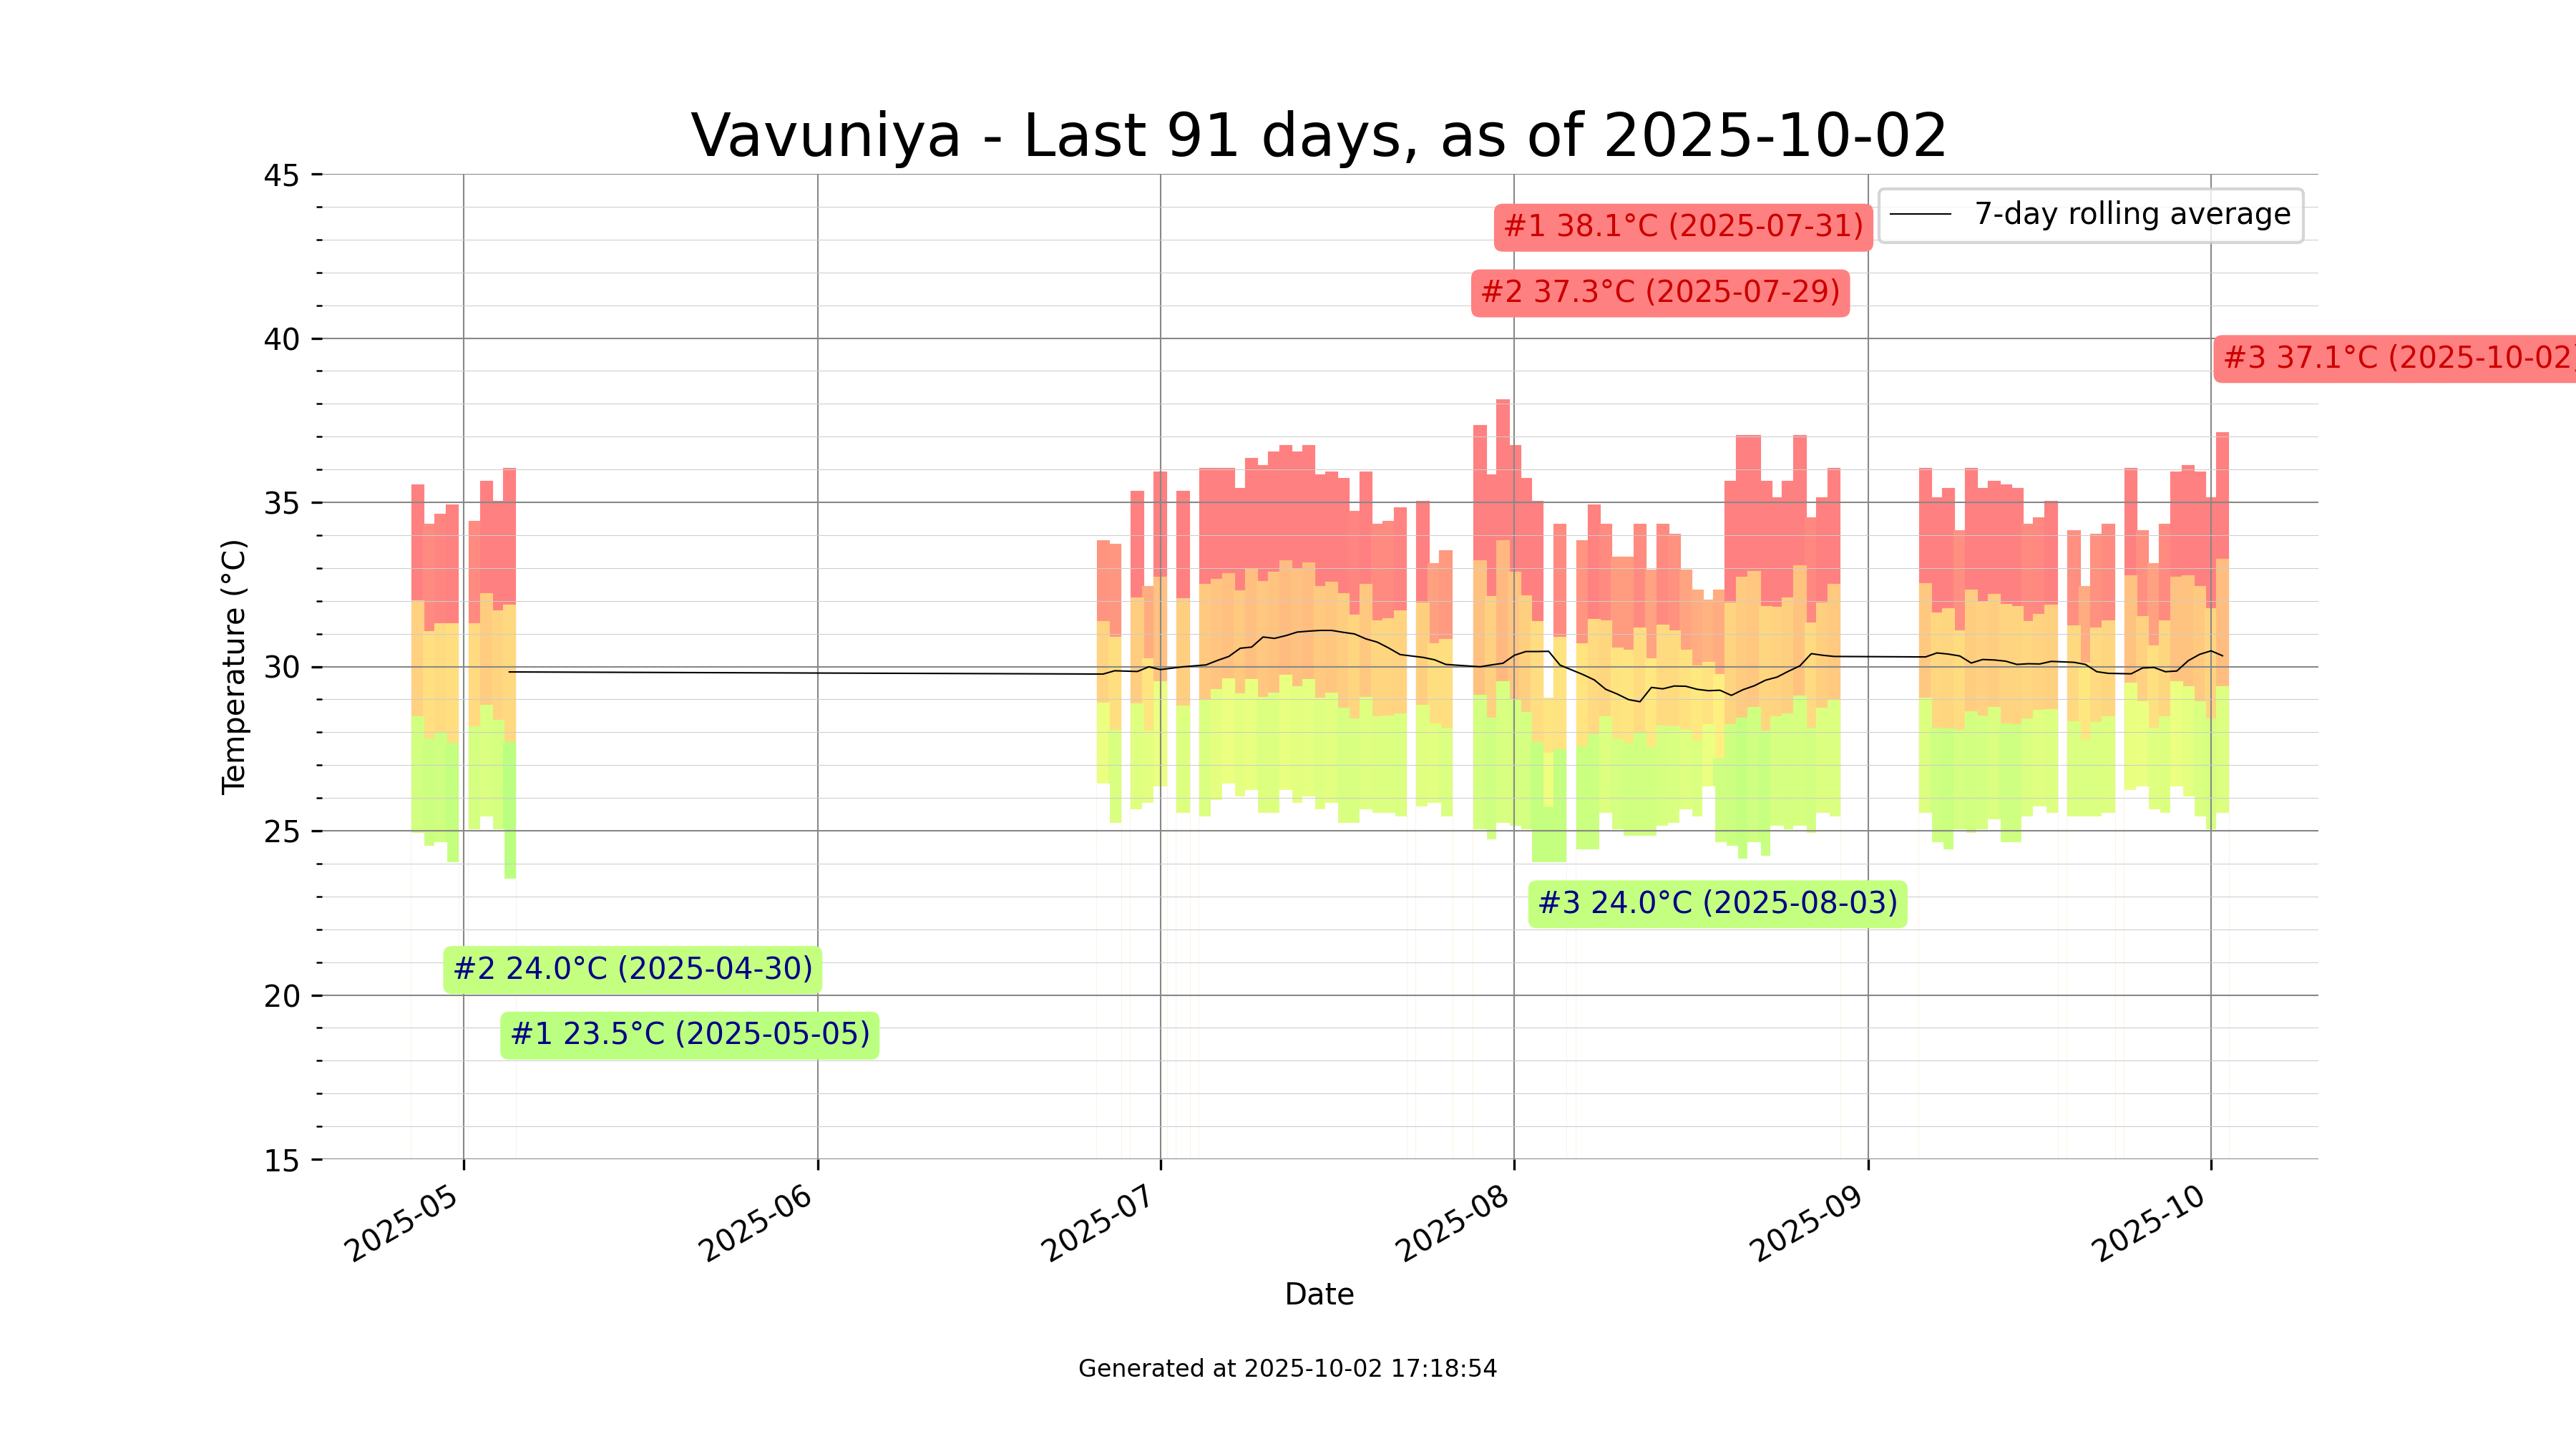 Vavuniya - Last 91 days, as of 2025-10-02
45
40
35
30
25
20
15
Temperature (°C)
7-day rolling average
#1 38.1°C (2025-07-31)
#2 37.3°C (2025-07-29)
#3 37.1°C (2025-10-02)
#3 24.0°C (2025-08-03)
#2 24.0°C (2025-04-30)
#1 23.5°C (2025-05-05)
2025-05
2025-06
2025-07
2025-08
2025-09
2025-10
Date
Generated at 2025-10-02 17:18:54